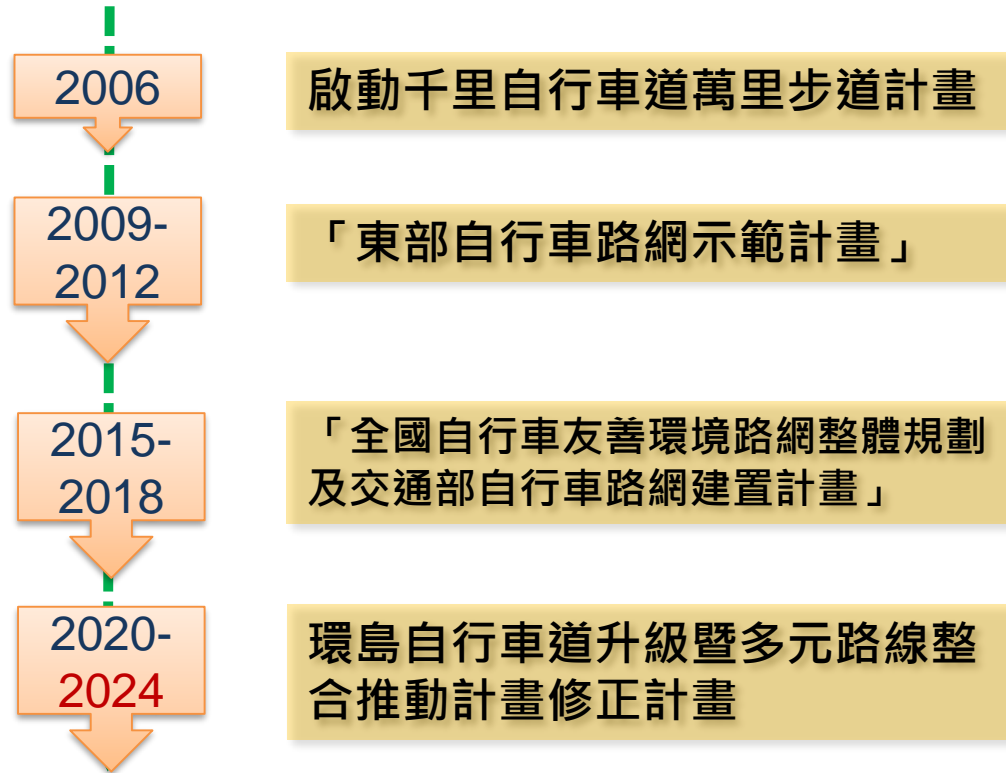 2006
啟動千里自行車道萬里步道計畫
2009-
2012
「東部自行車路網示範計畫」
2015-
2018
「全國自行車友善環境路網整體規劃
及交通部自行車路網建置計畫」
2020-
2024
環島自行車道升級暨多元路線整
合推動計畫修正計畫